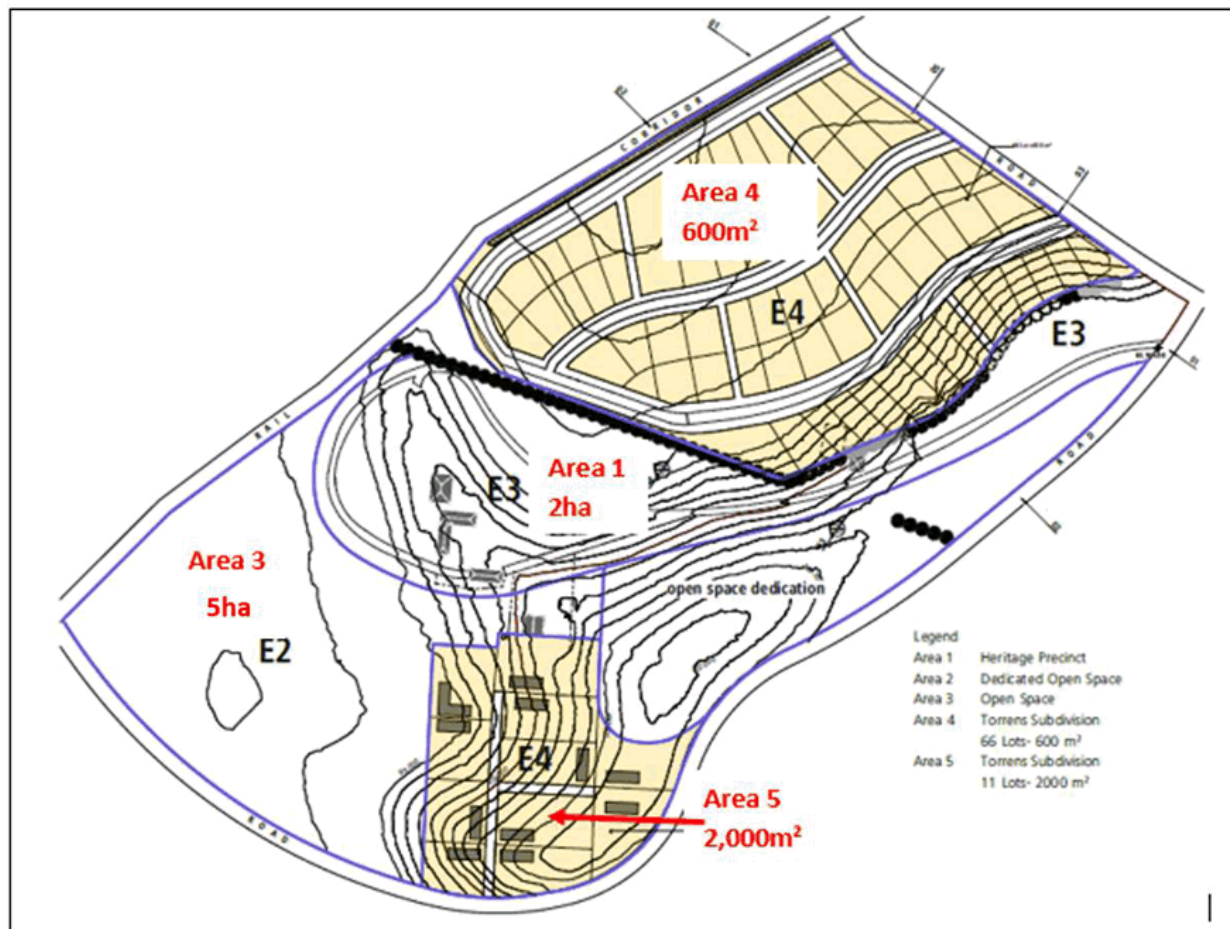 CORRIDOR
ROAD
Area 4
600m²
E4
E3
RAIL
ROAD
Area 1
E3
2ha
Area 3
5ha
E2
open space dedication
E4
Area 5
2,000m²
ROAD
Legend
Area 1 Heritage Precinct
Area 2 Dedicated Open Space
Area 3 Open Space
Area 4 Torrens Subdivision
66 Lots- 600 m²
Area 5 Torrens Subdivision
11 Lots- 2000 m²